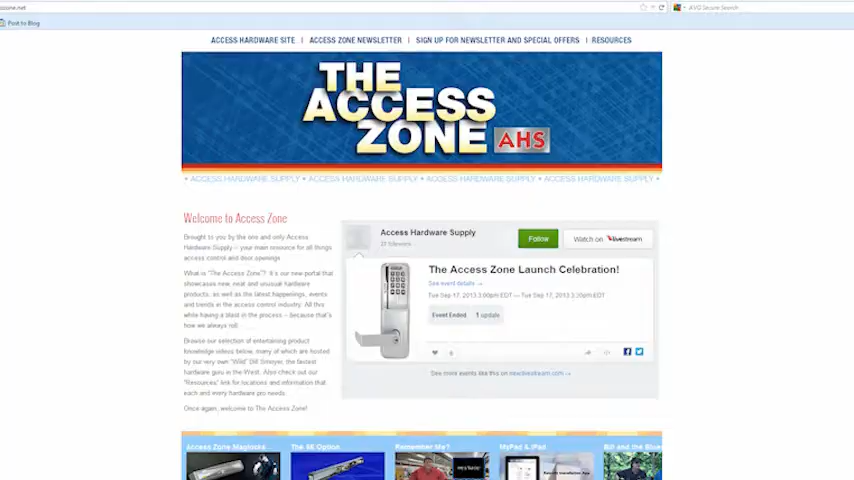 zone.net
AVG Secure Search
Post to Blog
ACCESS HARDWARE SITE | ACCESS ZONE NEWSLETTER | SIGN UP FOR NEWSLETTER AND SPECIAL OFFERS | RESOURCES
THE
ACCESS
ZONE AHS
• ACCESS HARDWARE SUPPLY • ACCESS HARDWARE SUPPLY • ACCESS HARDWARE SUPPLY • ACCESS HARDWARE SUPPLY •
Welcome to Access Zone
Brought to you by the one and only Access
Hardware Supply – your main resource for all things
access control and door openings
What is "The Access Zone"? It's our new portal that
showcases new, neat and unusual hardware
products, as well as the latest happenings, events
and trends in the access control industry. All this
while having a blast in the process – because that's
how we always roll.
Browse our selection of entertaining product
knowledge videos below, many of which are hosted
by our very own "Wild" Bill Smeyer, the fastest
hardware guru in the West. Also check out our
"Resources" link for locations and information that
each and every hardware pro needs.
Once again, welcome to The Access Zone!
Access Hardware Supply
followers
Follow
Watch on livestream
The Access Zone Launch Celebration!
See event details →
Tue Sep 17, 2013 3:00pm EDT — Tue Sep 17, 2013 3:30pm EDT
Event Ended 1 update
0
See more events like this on new.livestream.com →
Access Zone Maglocks
The SE Option
Remember Me?
MyPad & iPad
Bill and the Blues